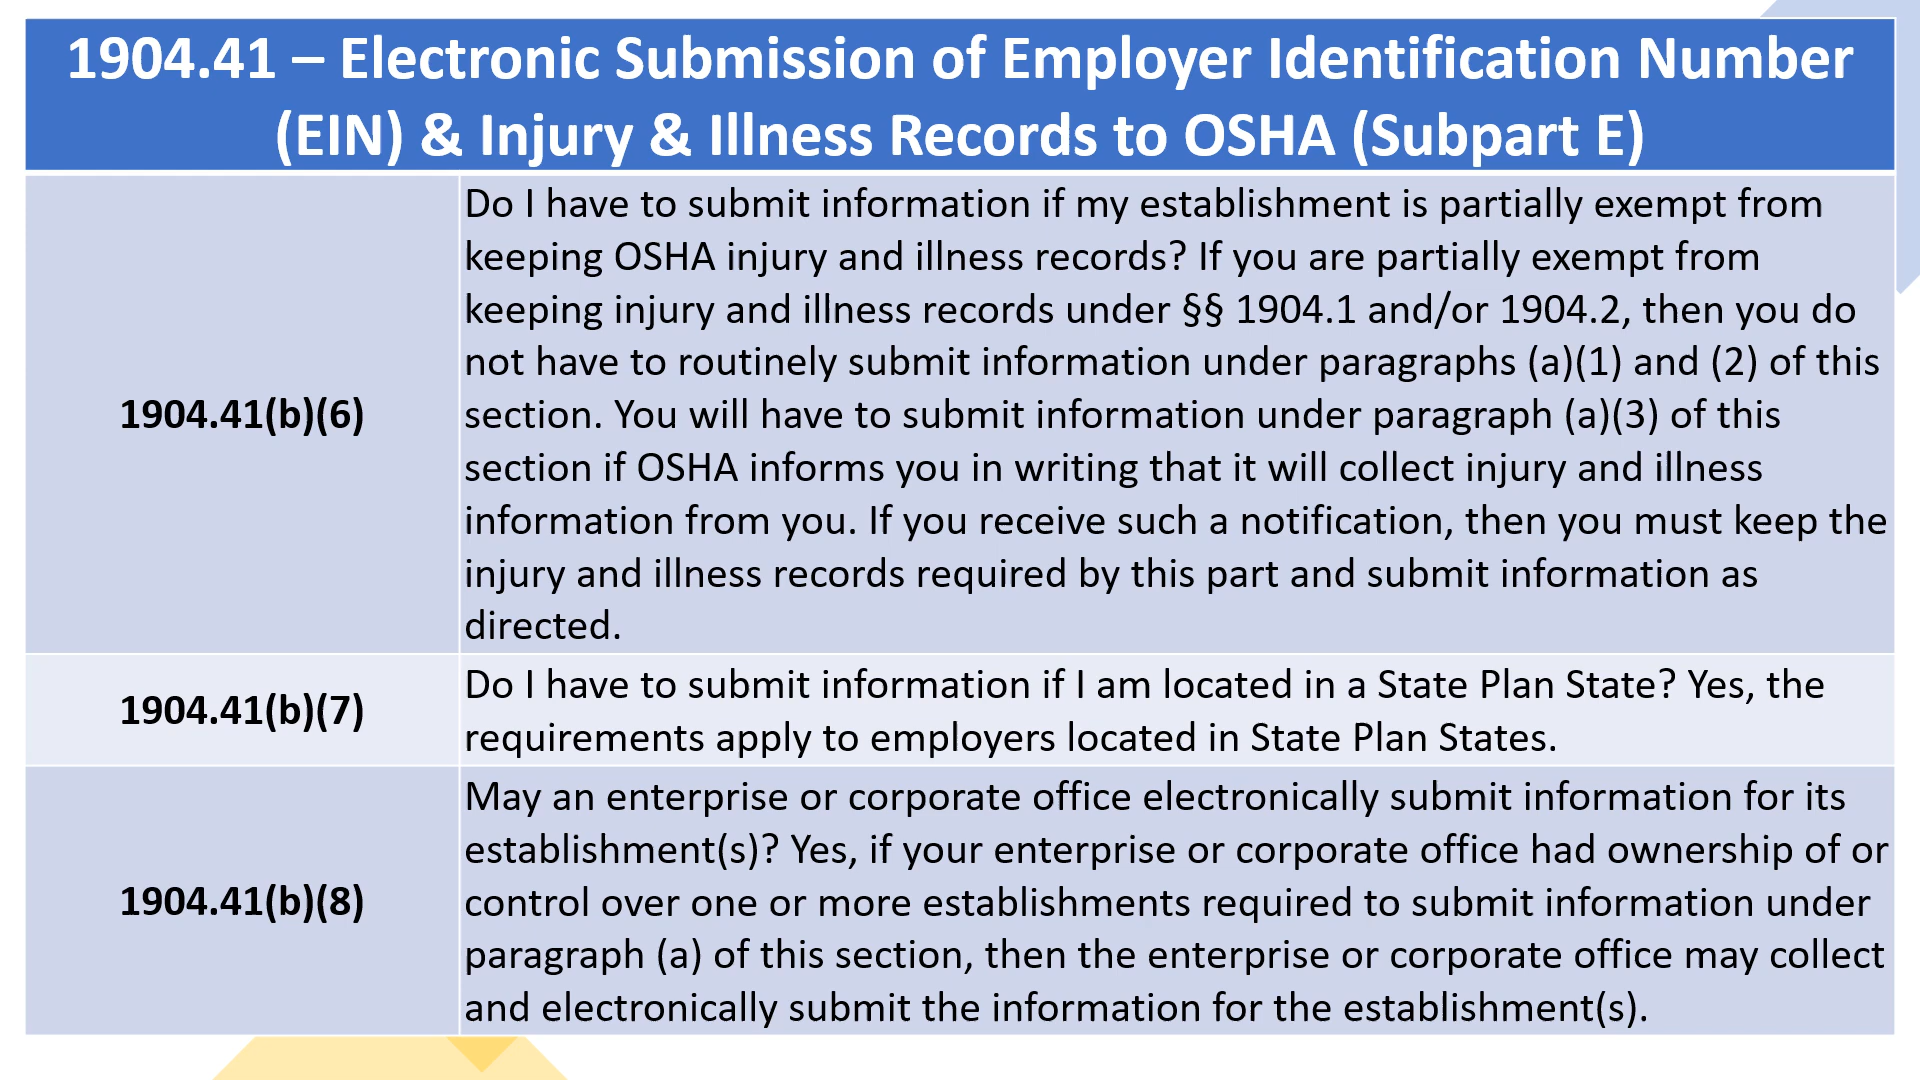 1904.41 – Electronic Submission of Employer Identification Number
(EIN) & Injury & Illness Records to OSHA (Subpart E)
1904.41(b)(6)
Do I have to submit information if my establishment is partially exempt from
keeping OSHA injury and illness records? If you are partially exempt from
keeping injury and illness records under §§ 1904.1 and/or 1904.2, then you do
not have to routinely submit information under paragraphs (a)(1) and (2) of this
section. You will have to submit information under paragraph (a)(3) of this
section if OSHA informs you in writing that it will collect injury and illness
information from you. If you receive such a notification, then you must keep the
injury and illness records required by this part and submit information as
directed.
1904.41(b)(7)
Do I have to submit information if I am located in a State Plan State? Yes, the
requirements apply to employers located in State Plan States.
1904.41(b)(8)
May an enterprise or corporate office electronically submit information for its
establishment(s)? Yes, if your enterprise or corporate office had ownership of or
control over one or more establishments required to submit information under
paragraph (a) of this section, then the enterprise or corporate office may collect
and electronically submit the information for the establishment(s).